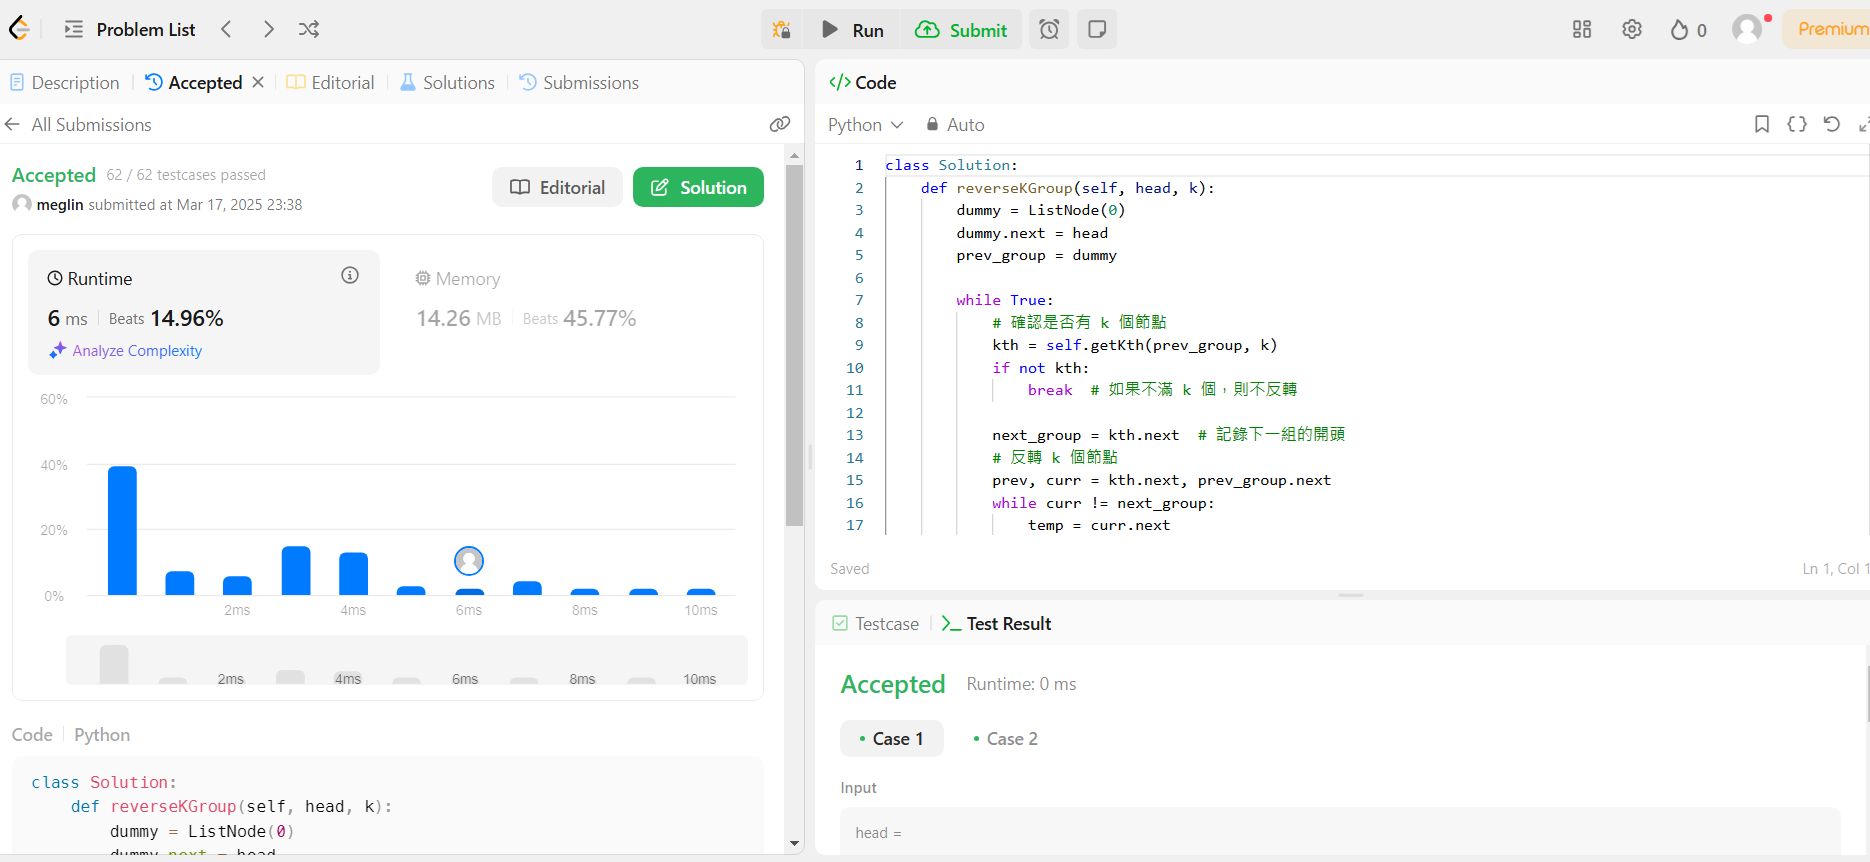 Problem List
Run
Submit
0
Premium
Description
Accepted
Editorial
Solutions
Submissions
All Submissions
Accepted 62 / 62 testcases passed
meglin submitted at Mar 17, 2025 23:38
Editorial
Solution
Runtime
6 ms Beats 14.96%
Analyze Complexity
Memory
14.26 MB Beats 45.77%
60%
40%
20%
0%
2ms
4ms
6ms
8ms
10ms
2ms
4ms
6ms
8ms
10ms
Code
Python
class Solution:
def reverseKGroup(self, head, k):
dummy = ListNode(0)
dummy.next = head
</> Code
Python
Auto
1 class Solution:
2 def reverseKGroup(self, head, k):
3 dummy = ListNode(0)
4 dummy.next = head
5 prev_group = dummy
6
7 while True:
8 # 確認是否有 k 個節點
9 kth = self.getKth(prev_group, k)
10 if not kth:
11 break # 如果不滿 k 個，則不反轉
12
13 next_group = kth.next # 記錄下一組的開頭
14 # 反轉 k 個節點
15 prev, curr = kth.next, prev_group.next
16 while curr != next_group:
17 temp = curr.next
Saved
Ln 1, Col 1
Testcase
Test Result
Accepted Runtime: 0 ms
Case 1
Case 2
Input
head =